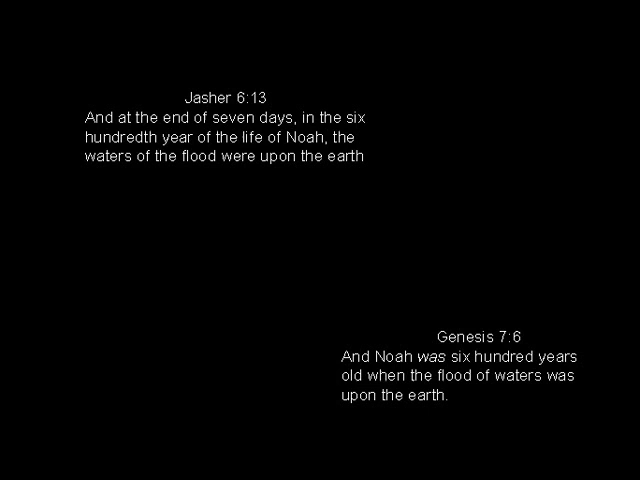 Jasher 6:13
And at the end of seven days, in the six
hundredth year of the life of Noah, the
waters of the flood were upon the earth
Genesis 7:6
And Noah was six hundred years
old when the flood of waters was
upon the earth.